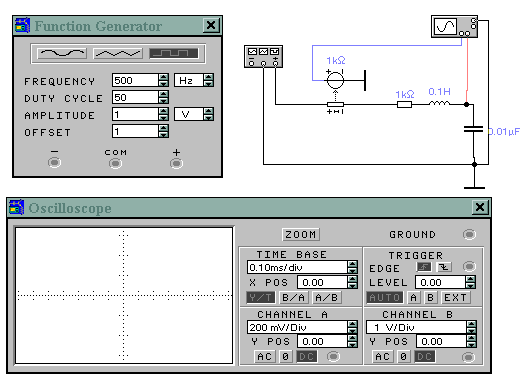 Function Generator
FREQUENCY 500 Hz
DUTY CYCLE 50
AMPLITUDE 1 V
OFFSET 1
− COM +
1kΩ
1kΩ
0.1H
0.01µF
Oscilloscope
ZOOM GROUND
TIME BASE
0.10ms/div
X POS 0.00
Y/T B/A A/B
TRIGGER
EDGE
LEVEL 0.00
AUTO A B EXT
CHANNEL A
200 mV/Div
Y POS 0.00
AC 0 DC
CHANNEL B
1 V/Div
Y POS 0.00
AC 0 DC